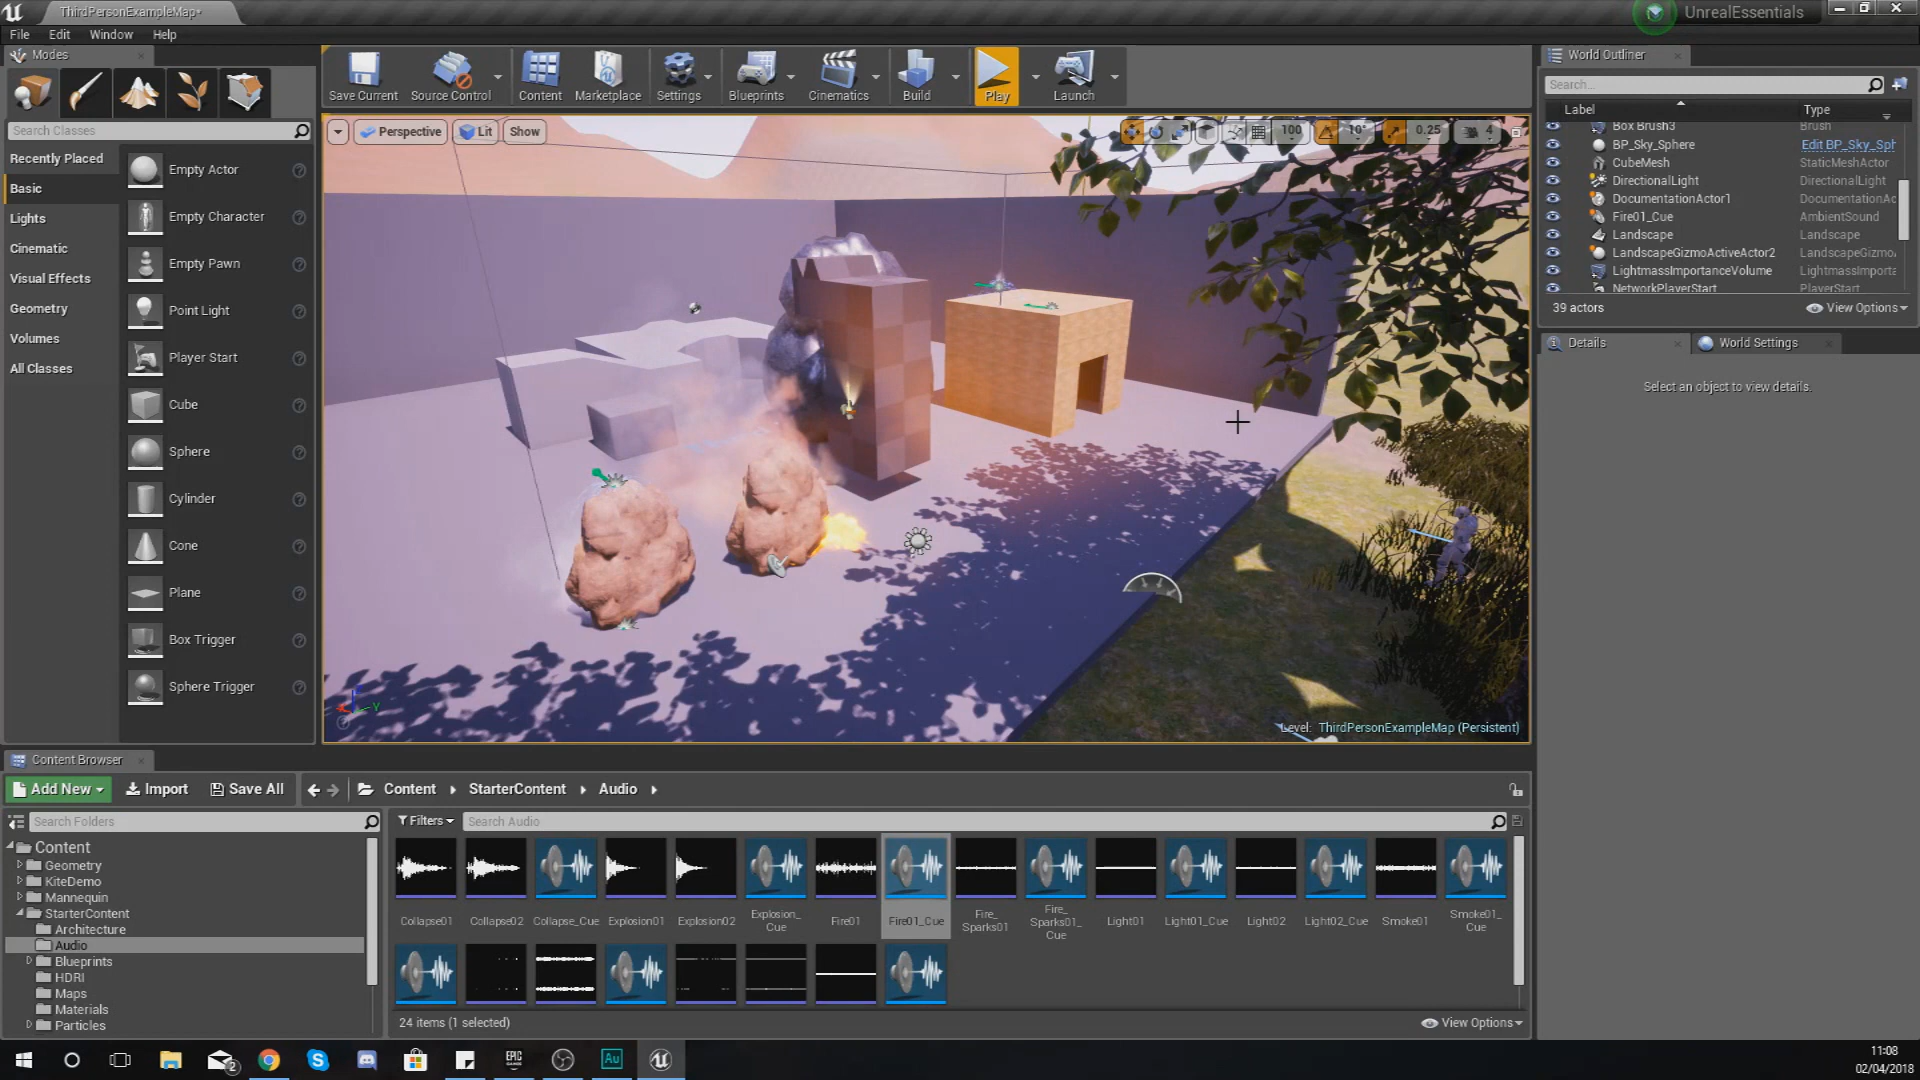 ThirdPersonExampleMap*
UnrealEssentials
File Edit Window Help
Modes
Search Classes
Recently Placed
Basic
Lights
Cinematic
Visual Effects
Geometry
Volumes
All Classes
Empty Actor
Empty Character
Empty Pawn
Point Light
Player Start
Cube
Sphere
Cylinder
Cone
Plane
Box Trigger
Sphere Trigger
Save Current Source Control Content Marketplace Settings Blueprints Cinematics Build Play Launch
Perspective Lit Show
100 10° 0.25 4
Y
Level: ThirdPersonExampleMap (Persistent)
World Outliner
Search...
Label Type
Box Brush3 Brush
BP_Sky_Sphere Edit BP_Sky_Sph
CubeMesh StaticMeshActor
DirectionalLight DirectionalLight
DocumentationActor1 DocumentationAc
Fire01_Cue AmbientSound
Landscape Landscape
LandscapeGizmoActiveActor2 LandscapeGizmo
LightmassImportanceVolume LightmassImporta
NetworkPlayerStart PlayerStart
39 actors View Options
Details World Settings
Select an object to view details.
Content Browser
Add New Import Save All Content StarterContent Audio
Search Folders
Content
Geometry
KiteDemo
Mannequin
StarterContent
Architecture
Audio
Blueprints
HDRI
Maps
Materials
Particles
Filters Search Audio
Collapse01 Collapse02 Collapse_Cue Explosion01 Explosion02 Explosion_Cue Fire01 Fire01_Cue Fire_Sparks01 Fire_Sparks01_Cue Light01 Light01_Cue Light02 Light02_Cue Smoke01 Smoke01_Cue
24 items (1 selected) View Options
2
EPIC GAMES
Au
11:08
02/04/2018